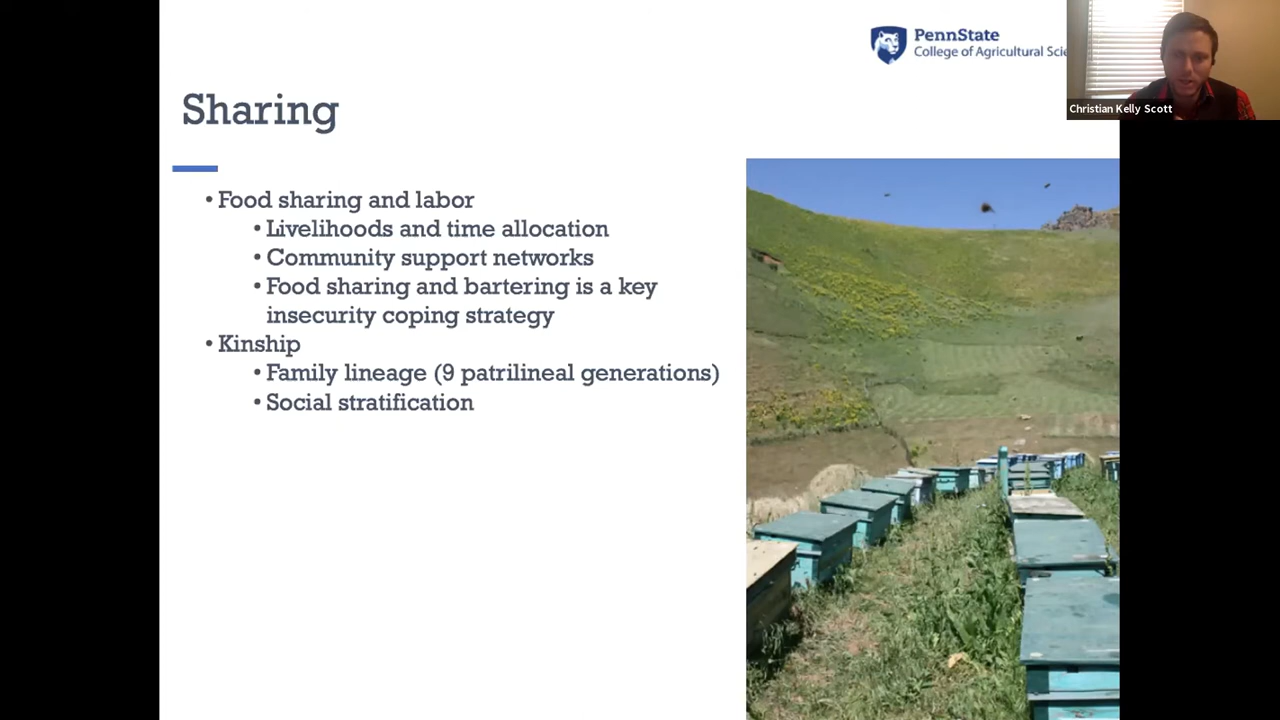 PennState
College of Agricultural Scie
Christian Kelly Scott
Sharing
• Food sharing and labor
• Livelihoods and time allocation
• Community support networks
• Food sharing and bartering is a key
insecurity coping strategy
• Kinship
• Family lineage (9 patrilineal generations)
• Social stratification